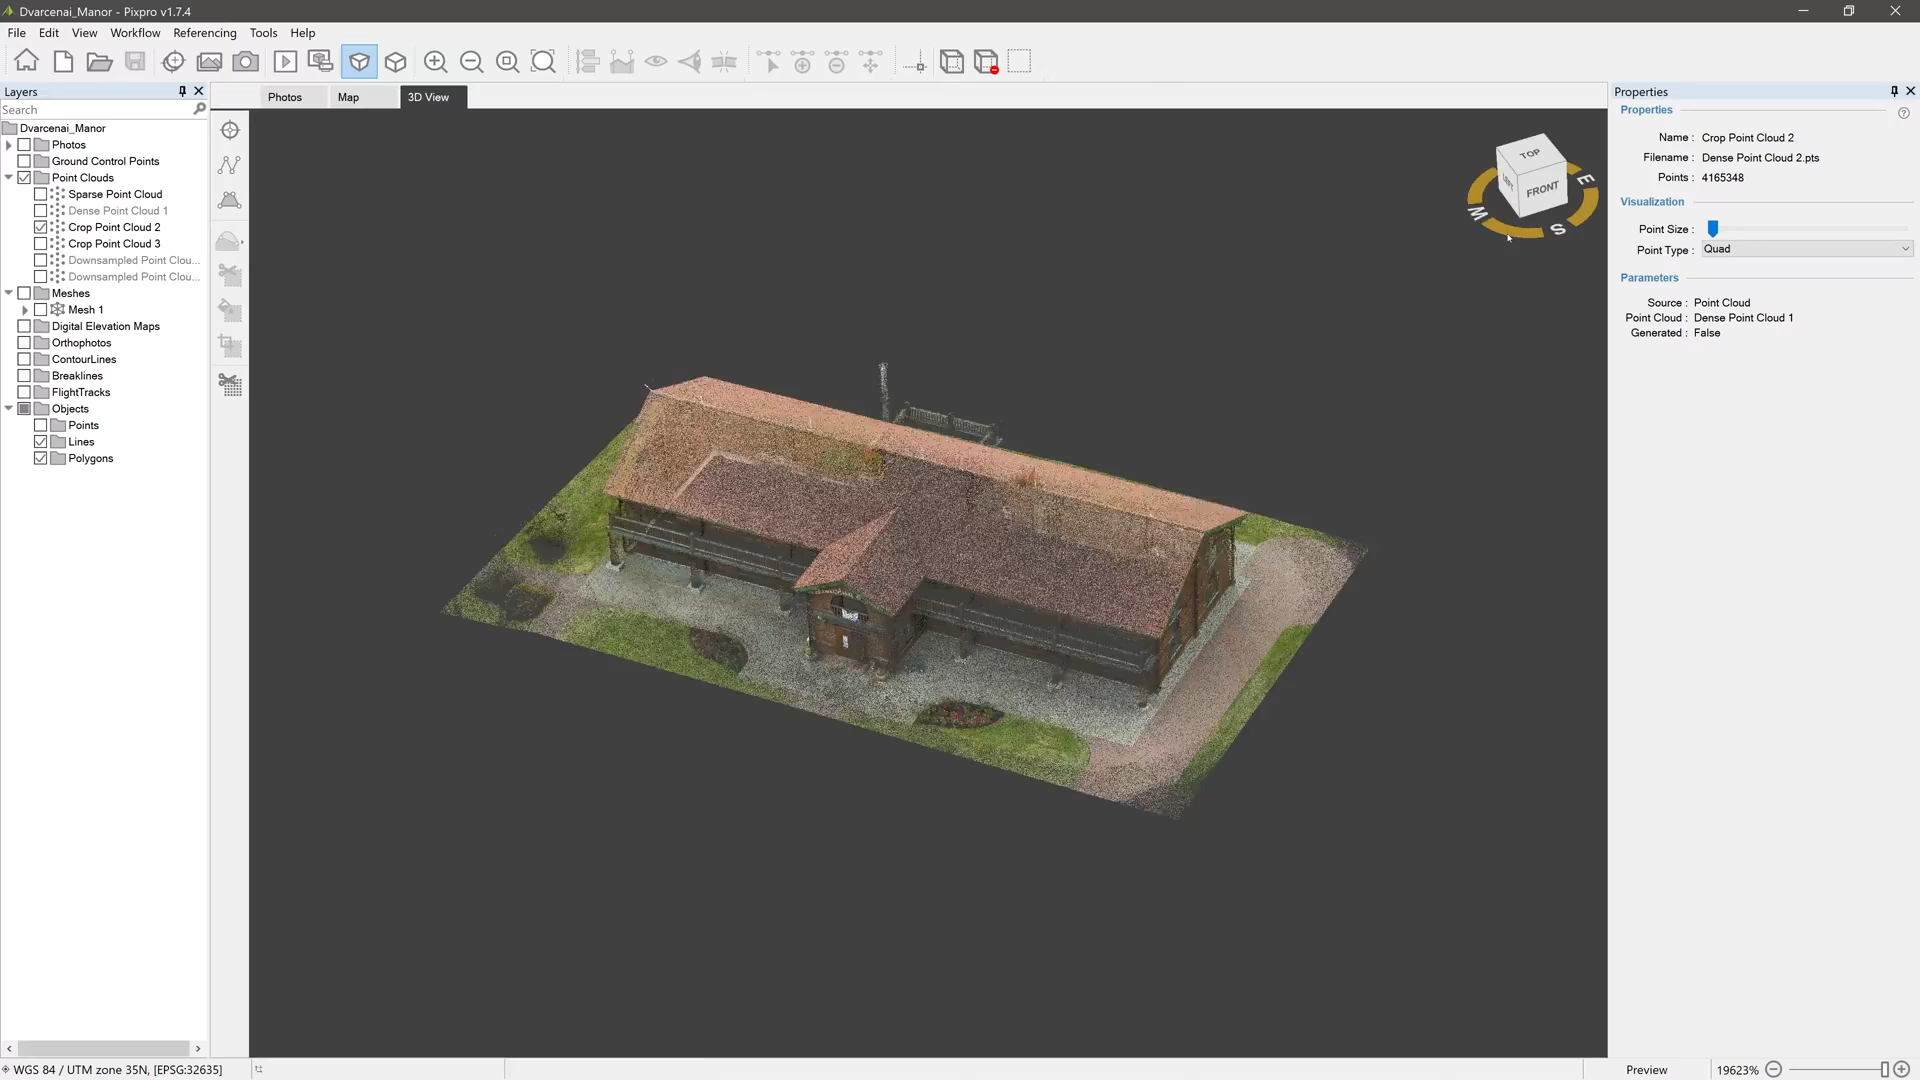 Dvarcenai_Manor - Pixpro v1.7.4
File Edit View Workflow Referencing Tools Help
Layers
Search
Dvarcenai_Manor
Photos
Ground Control Points
Point Clouds
Sparse Point Cloud
Dense Point Cloud 1
Crop Point Cloud 2
Crop Point Cloud 3
Downsampled Point Clou...
Downsampled Point Clou...
Meshes
Mesh 1
Digital Elevation Maps
Orthophotos
ContourLines
Breaklines
FlightTracks
Objects
Points
Lines
Polygons
Photos Map 3D View
TOP
LEFT FRONT
E
S
Properties
Properties
Name : Crop Point Cloud 2
Filename : Dense Point Cloud 2.pts
Points : 4165348
Visualization
Point Size :
Point Type : Quad
Parameters
Source : Point Cloud
Point Cloud : Dense Point Cloud 1
Generated : False
WGS 84 / UTM zone 35N, [EPSG:32635]
Preview 19623%